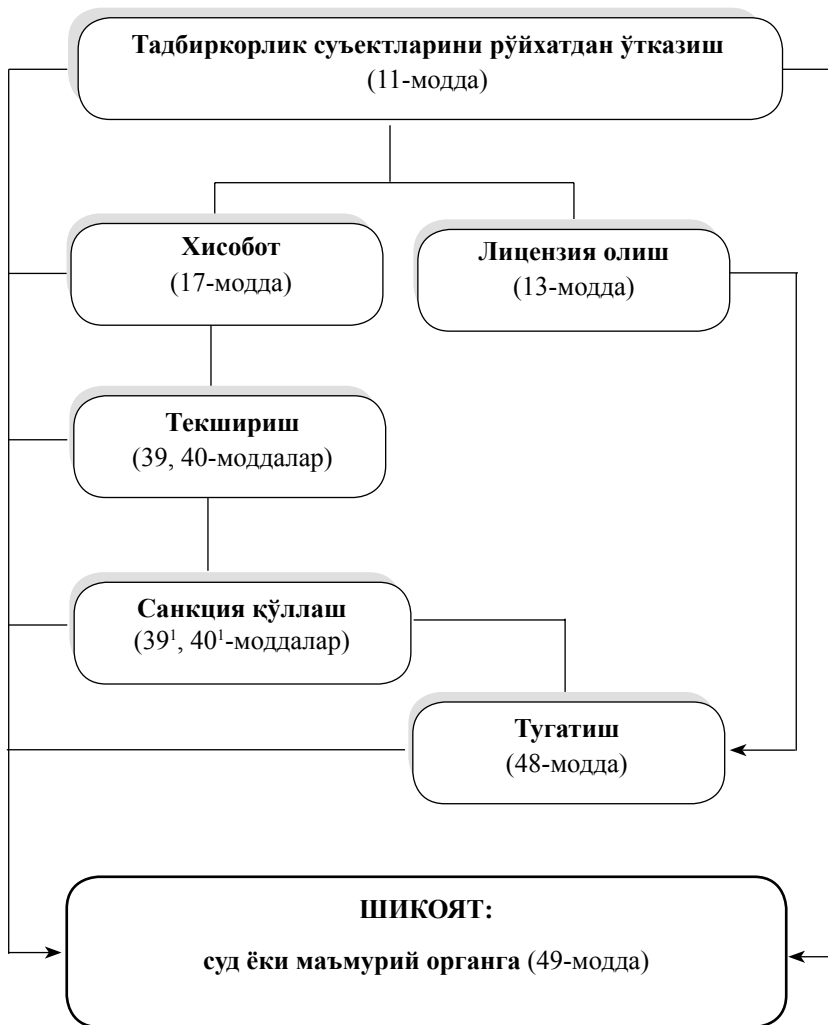 Тадбиркорлик суъектларини рўйхатдан ўтказиш
(11-модда)
Хисобот
(17-модда)
Лицензия олиш
(13-модда)
Текшириш
(39, 40-моддалар)
Санкция қўллаш
(39¹, 40¹-моддалар)
Тугатиш
(48-модда)
ШИКОЯТ:
суд ёки маъмурий органга (49-модда)